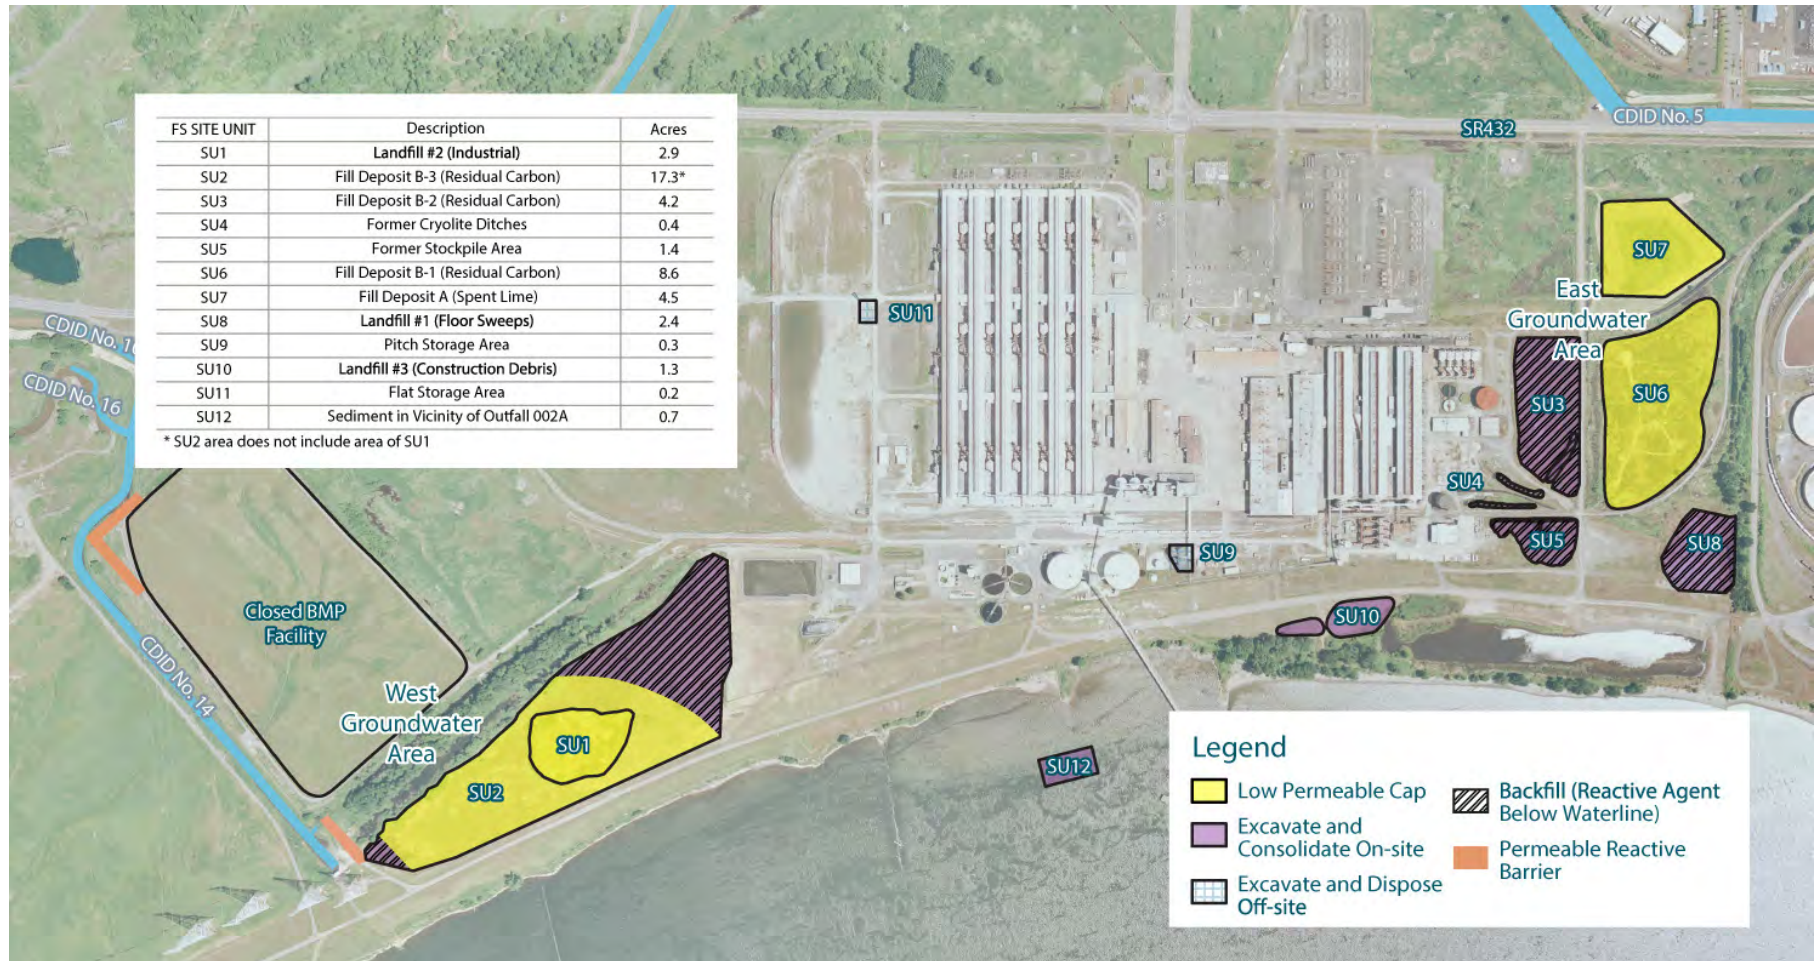 CDID No. 5
SR432
FS SITE UNIT Description Acres
SU1 Landfill #2 (Industrial) 2.9
SU2 Fill Deposit B-3 (Residual Carbon) 17.3*
SU3 Fill Deposit B-2 (Residual Carbon) 4.2
SU4 Former Cryolite Ditches 0.4
SU5 Former Stockpile Area 1.4
SU6 Fill Deposit B-1 (Residual Carbon) 8.6
SU7 Fill Deposit A (Spent Lime) 4.5
SU8 Landfill #1 (Floor Sweeps) 2.4
SU9 Pitch Storage Area 0.3
SU10 Landfill #3 (Construction Debris) 1.3
SU11 Flat Storage Area 0.2
SU12 Sediment in Vicinity of Outfall 002A 0.7
* SU2 area does not include area of SU1
SU7
East
Groundwater
Area
SU11
CDID No. 10
CDID No. 16
SU3
SU6
SU4
SU5
SU8
SU9
Closed BMP
Facility
SU10
CDID No. 14
West
Groundwater
Area
SU1
SU2
SU12
Legend
Low Permeable Cap
Excavate and
Consolidate On-site
Excavate and Dispose
Off-site
Backfill (Reactive Agent
Below Waterline)
Permeable Reactive
Barrier